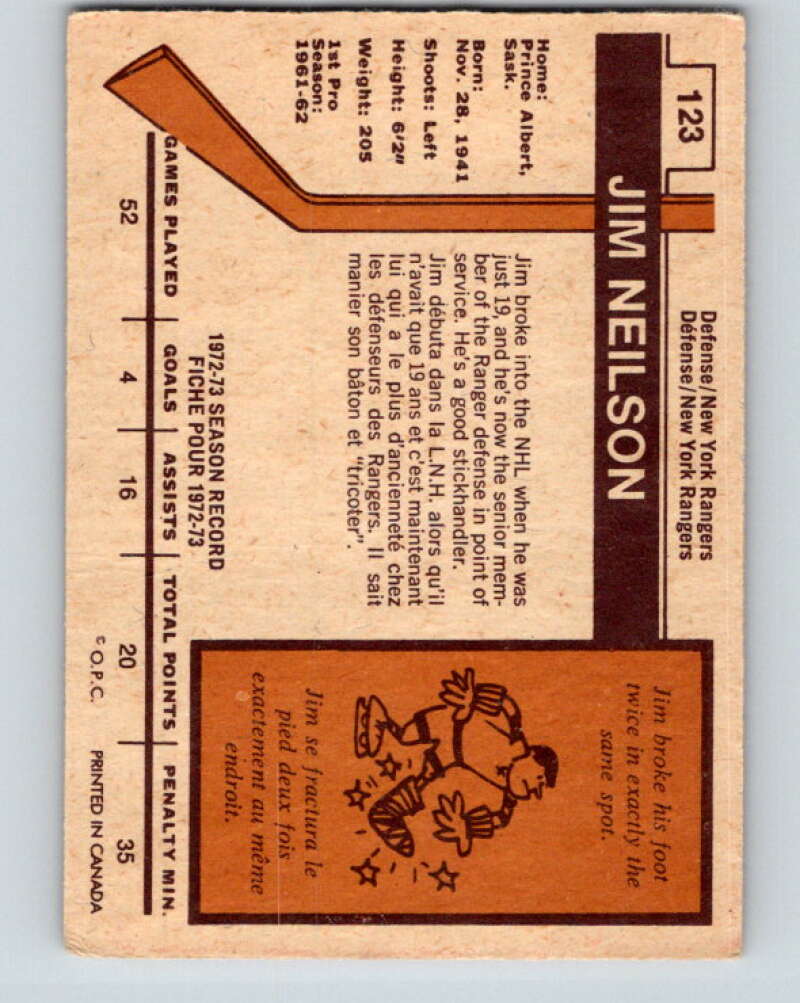 123
Defense/New York Rangers
Défense/New York Rangers
JIM NEILSON
Home:
Prince Albert,
Sask.
Born:
Nov. 28, 1941
Shoots: Left
Height: 6'2"
Weight: 205
1st Pro
Season:
1961-62
Jim broke into the NHL when he was
just 19, and he's now the senior mem-
ber of the Ranger defense in point of
service. He's a good stickhandler.
Jim débuta dans la L.N.H. alors qu'il
n'avait que 19 ans et c'est maintenant
lui qui a le plus d'ancienneté chez
les défenseurs des Rangers. Il sait
manier son bâton et "tricoter".
Jim broke his foot
twice in exactly the
same spot.
Jim se fractura le
pied deux fois
exactement au même
endroit.
1972-73 SEASON RECORD
FICHE POUR 1972-73
GAMES PLAYED GOALS ASSISTS TOTAL POINTS PENALTY MIN.
52 4 16 20 35
© O.P.C. PRINTED IN CANADA